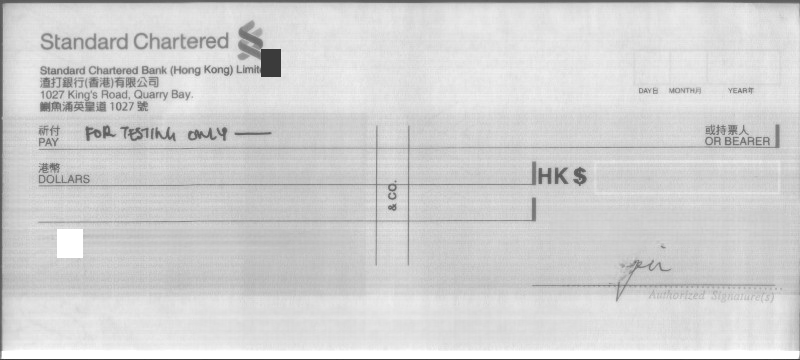 Standard Chartered
Standard Chartered Bank (Hong Kong)
渣打銀行(香港)有限公司
1027 King's Road, Quarry Bay.
鰂魚涌英皇道 1027 號
DAY日 MONTH月 YEAR年
祈付
PAY
FOR TESTING ONLY
或持票人
OR BEARER
港幣
DOLLARS
HK $
& CO.
Authorized Signature(s)